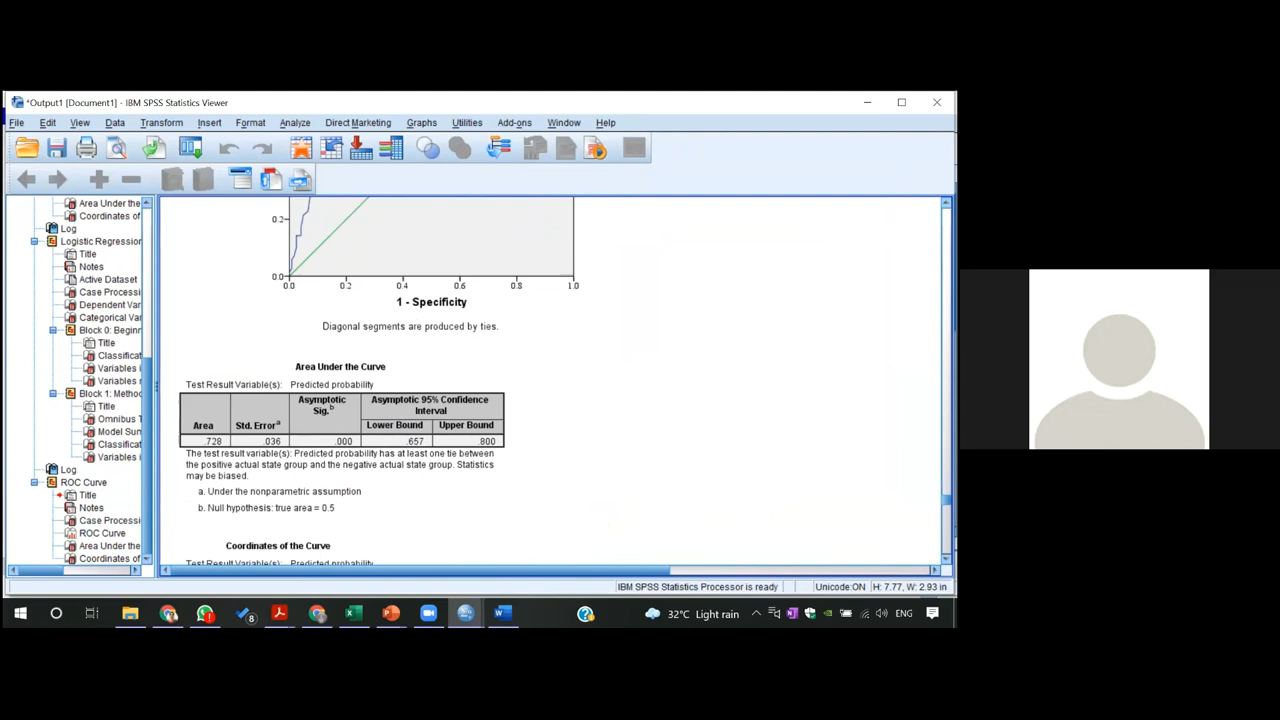 *Output1 [Document1] - IBM SPSS Statistics Viewer
File Edit View Data Transform Insert Format Analyze Direct Marketing Graphs Utilities Add-ons Window Help
Area Under the
Coordinates of
Log
Logistic Regression
Title
Notes
Active Dataset
Case Processi
Dependent Var
Categorical Va
Block 0: Beginn
Title
Classificat
Variables i
Variables n
Block 1: Metho
Title
Omnibus T
Model Sum
Classificat
Variables i
Log
ROC Curve
Title
Notes
Case Processi
ROC Curve
Area Under the
Coordinates of
0.2
0.0
0.0 0.2 0.4 0.6 0.8 1.0
1 - Specificity
Diagonal segments are produced by ties.
Area Under the Curve
Test Result Variable(s): Predicted probability
Area Std. Error a Asymptotic Sig. b Asymptotic 95% Confidence Interval
Lower Bound Upper Bound
.728 .036 .000 .657 .800
The test result variable(s): Predicted probability has at least one tie between
the positive actual state group and the negative actual state group. Statistics
may be biased.
a. Under the nonparametric assumption
b. Null hypothesis: true area = 0.5
Coordinates of the Curve
Test Result Variable(s): Predicted probability
IBM SPSS Statistics Processor is ready Unicode:ON H: 7.77, W: 2.93 in
8 32°C Light rain ENG